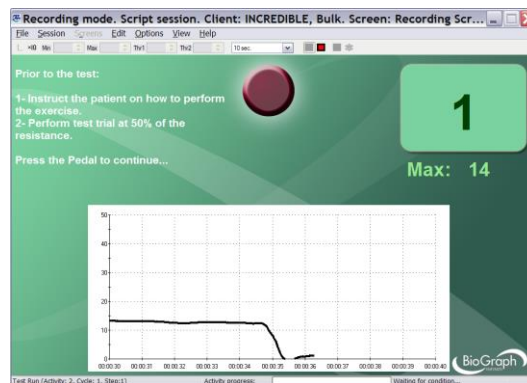 Recording mode. Script session. Client: INCREDIBLE, Bulk. Screen: Recording Scr...
File Session Screens Edit Options View Help
Min Max Thr1 Thr2 10 sec.
Prior to the test:
1- Instruct the patient on how to perform
the exercise.
2- Perform test trial at 50% of the
resistance.
Press the Pedal to continue...
1
Max: 14
50
40
30
20
10
0
00:00:30 00:00:31 00:00:32 00:00:33 00:00:34 00:00:35 00:00:36 00:00:37 00:00:38 00:00:39 00:00:40
BioGraph
Test Run (Activity: 2, Cycle: 1, Step:1) Activity progress: Waiting for condition...